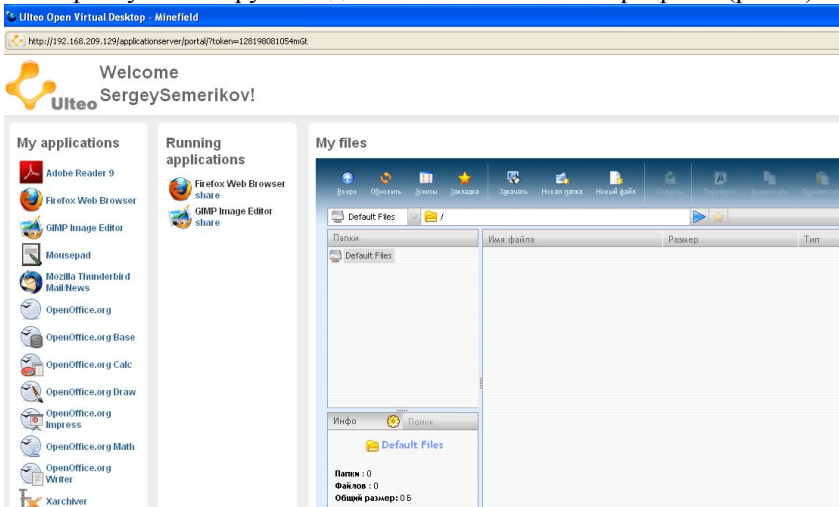 Ulteo Open Virtual Desktop - Minefield
http://192.168.209.129/applicationserver/portal/?token=128198081054mGt
Ulteo
Welcome
SergeySemerikov!
My applications
Adobe Reader 9
Firefox Web Browser
GIMP Image Editor
Mousepad
Mozilla Thunderbird
Mail/News
OpenOffice.org
OpenOffice.org Base
OpenOffice.org Calc
OpenOffice.org Draw
OpenOffice.org
Impress
OpenOffice.org Math
OpenOffice.org
Writer
Xarchiver
Running
applications
Firefox Web Browser
share
GIMP Image Editor
share
My files
Вверх Обновить Эскизы Закладка Закачать Новая папка Новый файл Скачать
Default Files /
Папки
Default Files
Имя файла Размер Тип
Инфо Поиск
Default Files
Папки : 0
Файлов : 0
Общий размер: 0 Б